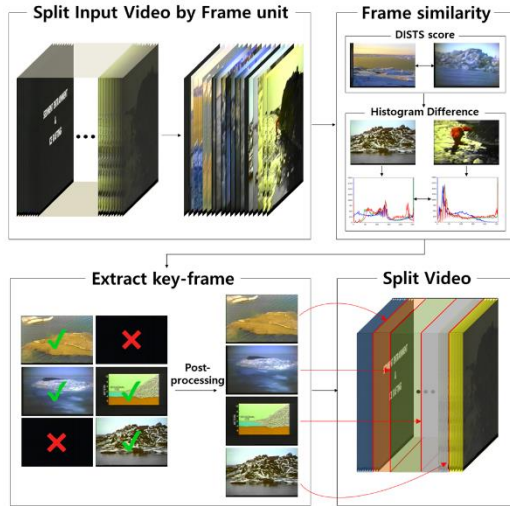 Split Input Video by Frame unit
Frame similarity
DISTS score
Histogram Difference
Extract key-frame
Post-
processing
Split Video